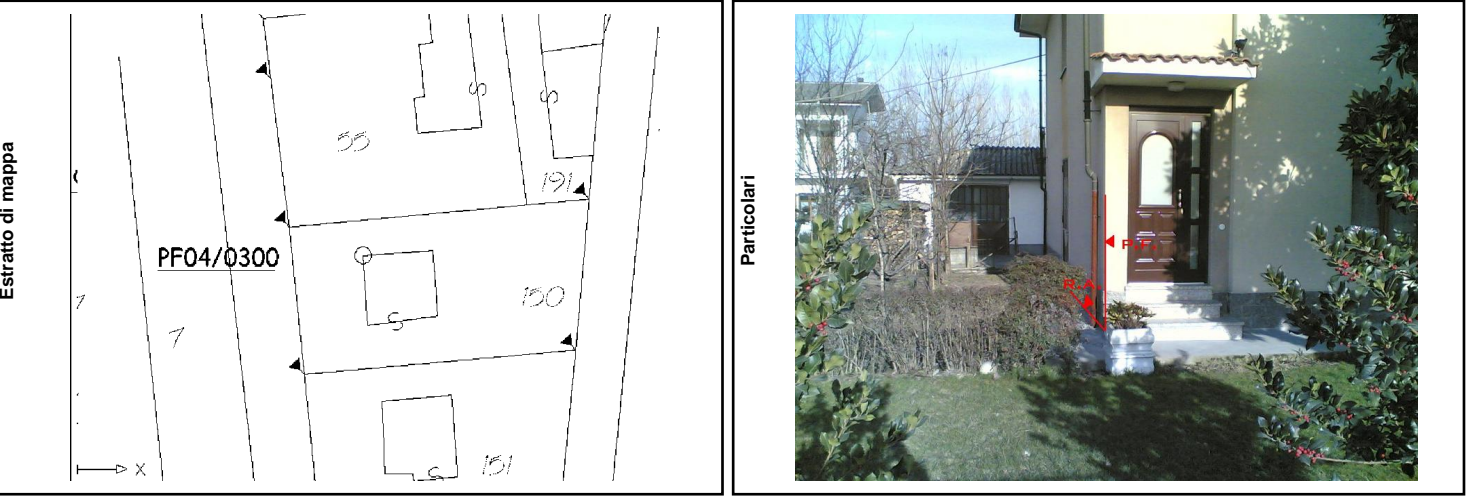 Estratto di mappa
S
S
55
191
PF04/0300
150
S
7
7
X
S
151
Particolari
P.F.
R.A.